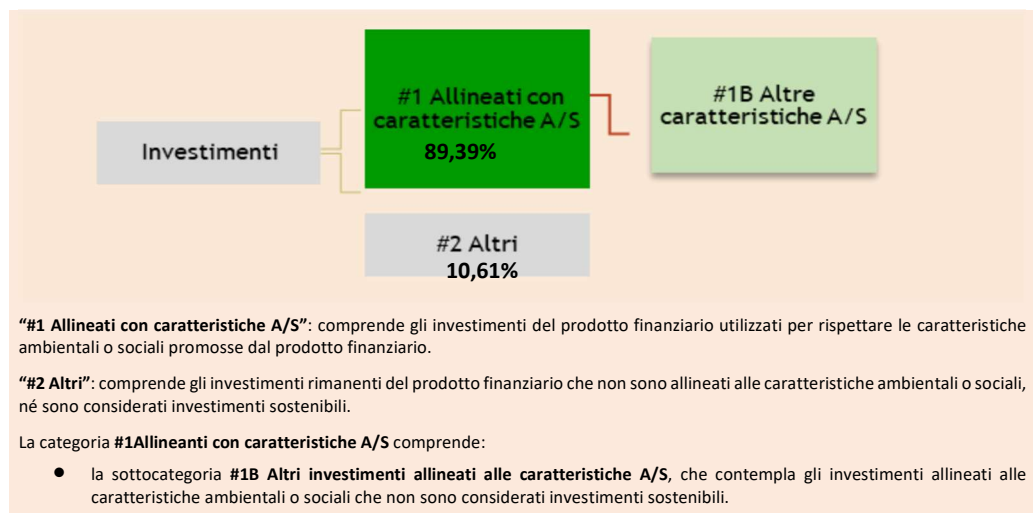 Investimenti
#1 Allineati con
caratteristiche A/S
89,39%
#1B Altre
caratteristiche A/S
#2 Altri
10,61%
“#1 Allineati con caratteristiche A/S”: comprende gli investimenti del prodotto finanziario utilizzati per rispettare le caratteristiche
ambientali o sociali promosse dal prodotto finanziario.
“#2 Altri”: comprende gli investimenti rimanenti del prodotto finanziario che non sono allineati alle caratteristiche ambientali o sociali,
né sono considerati investimenti sostenibili.
La categoria #1Allineanti con caratteristiche A/S comprende:
● la sottocategoria #1B Altri investimenti allineati alle caratteristiche A/S, che contempla gli investimenti allineati alle
caratteristiche ambientali o sociali che non sono considerati investimenti sostenibili.